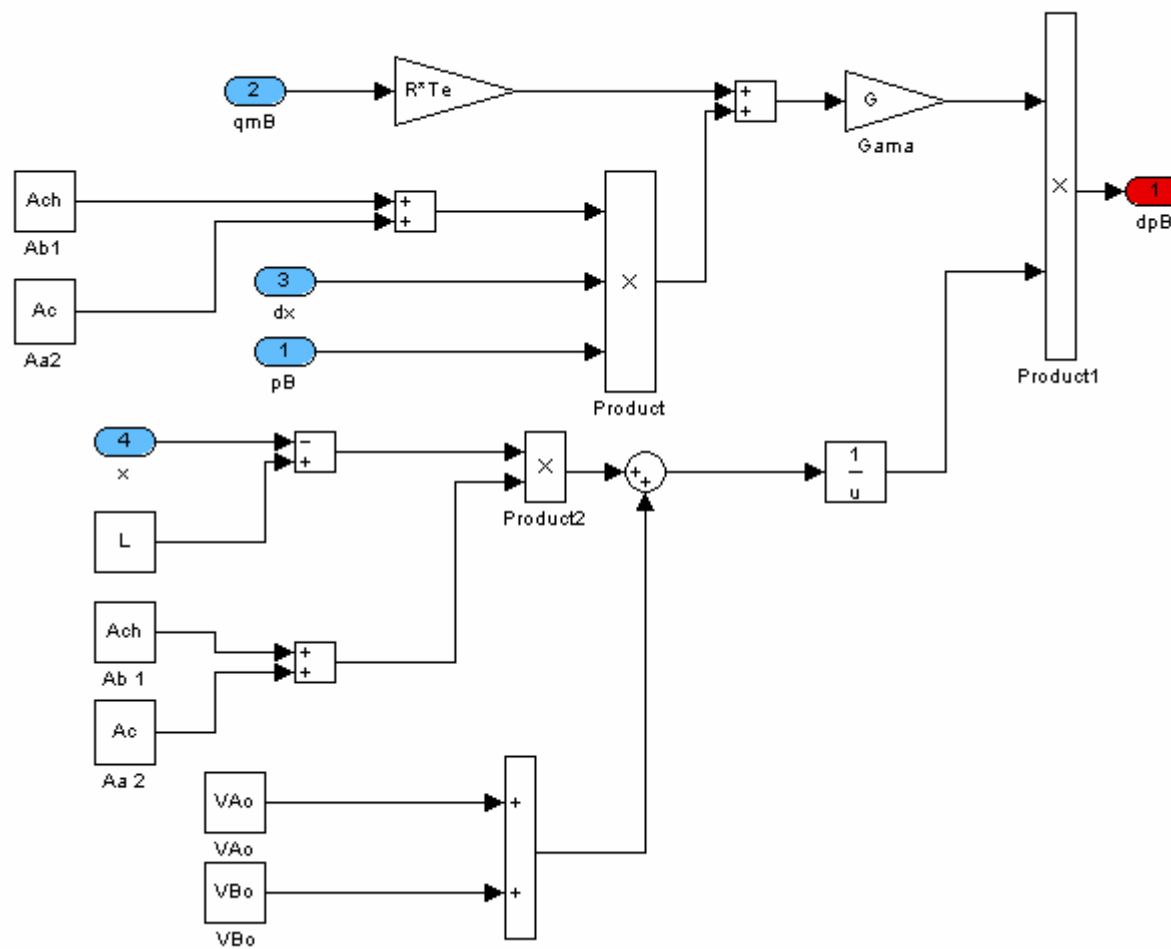 2
qmB
R*Te
+
+
G
Gama
×
Product1
1
dpB
Ach
Ab1
+
+
Ac
Aa2
3
dx
1
pB
×
Product
4
x
−
+
L
×
Product2
+
+
1
u
Ach
Ab 1
+
+
Ac
Aa 2
VAo
VAo
+
VBo
VBo
+